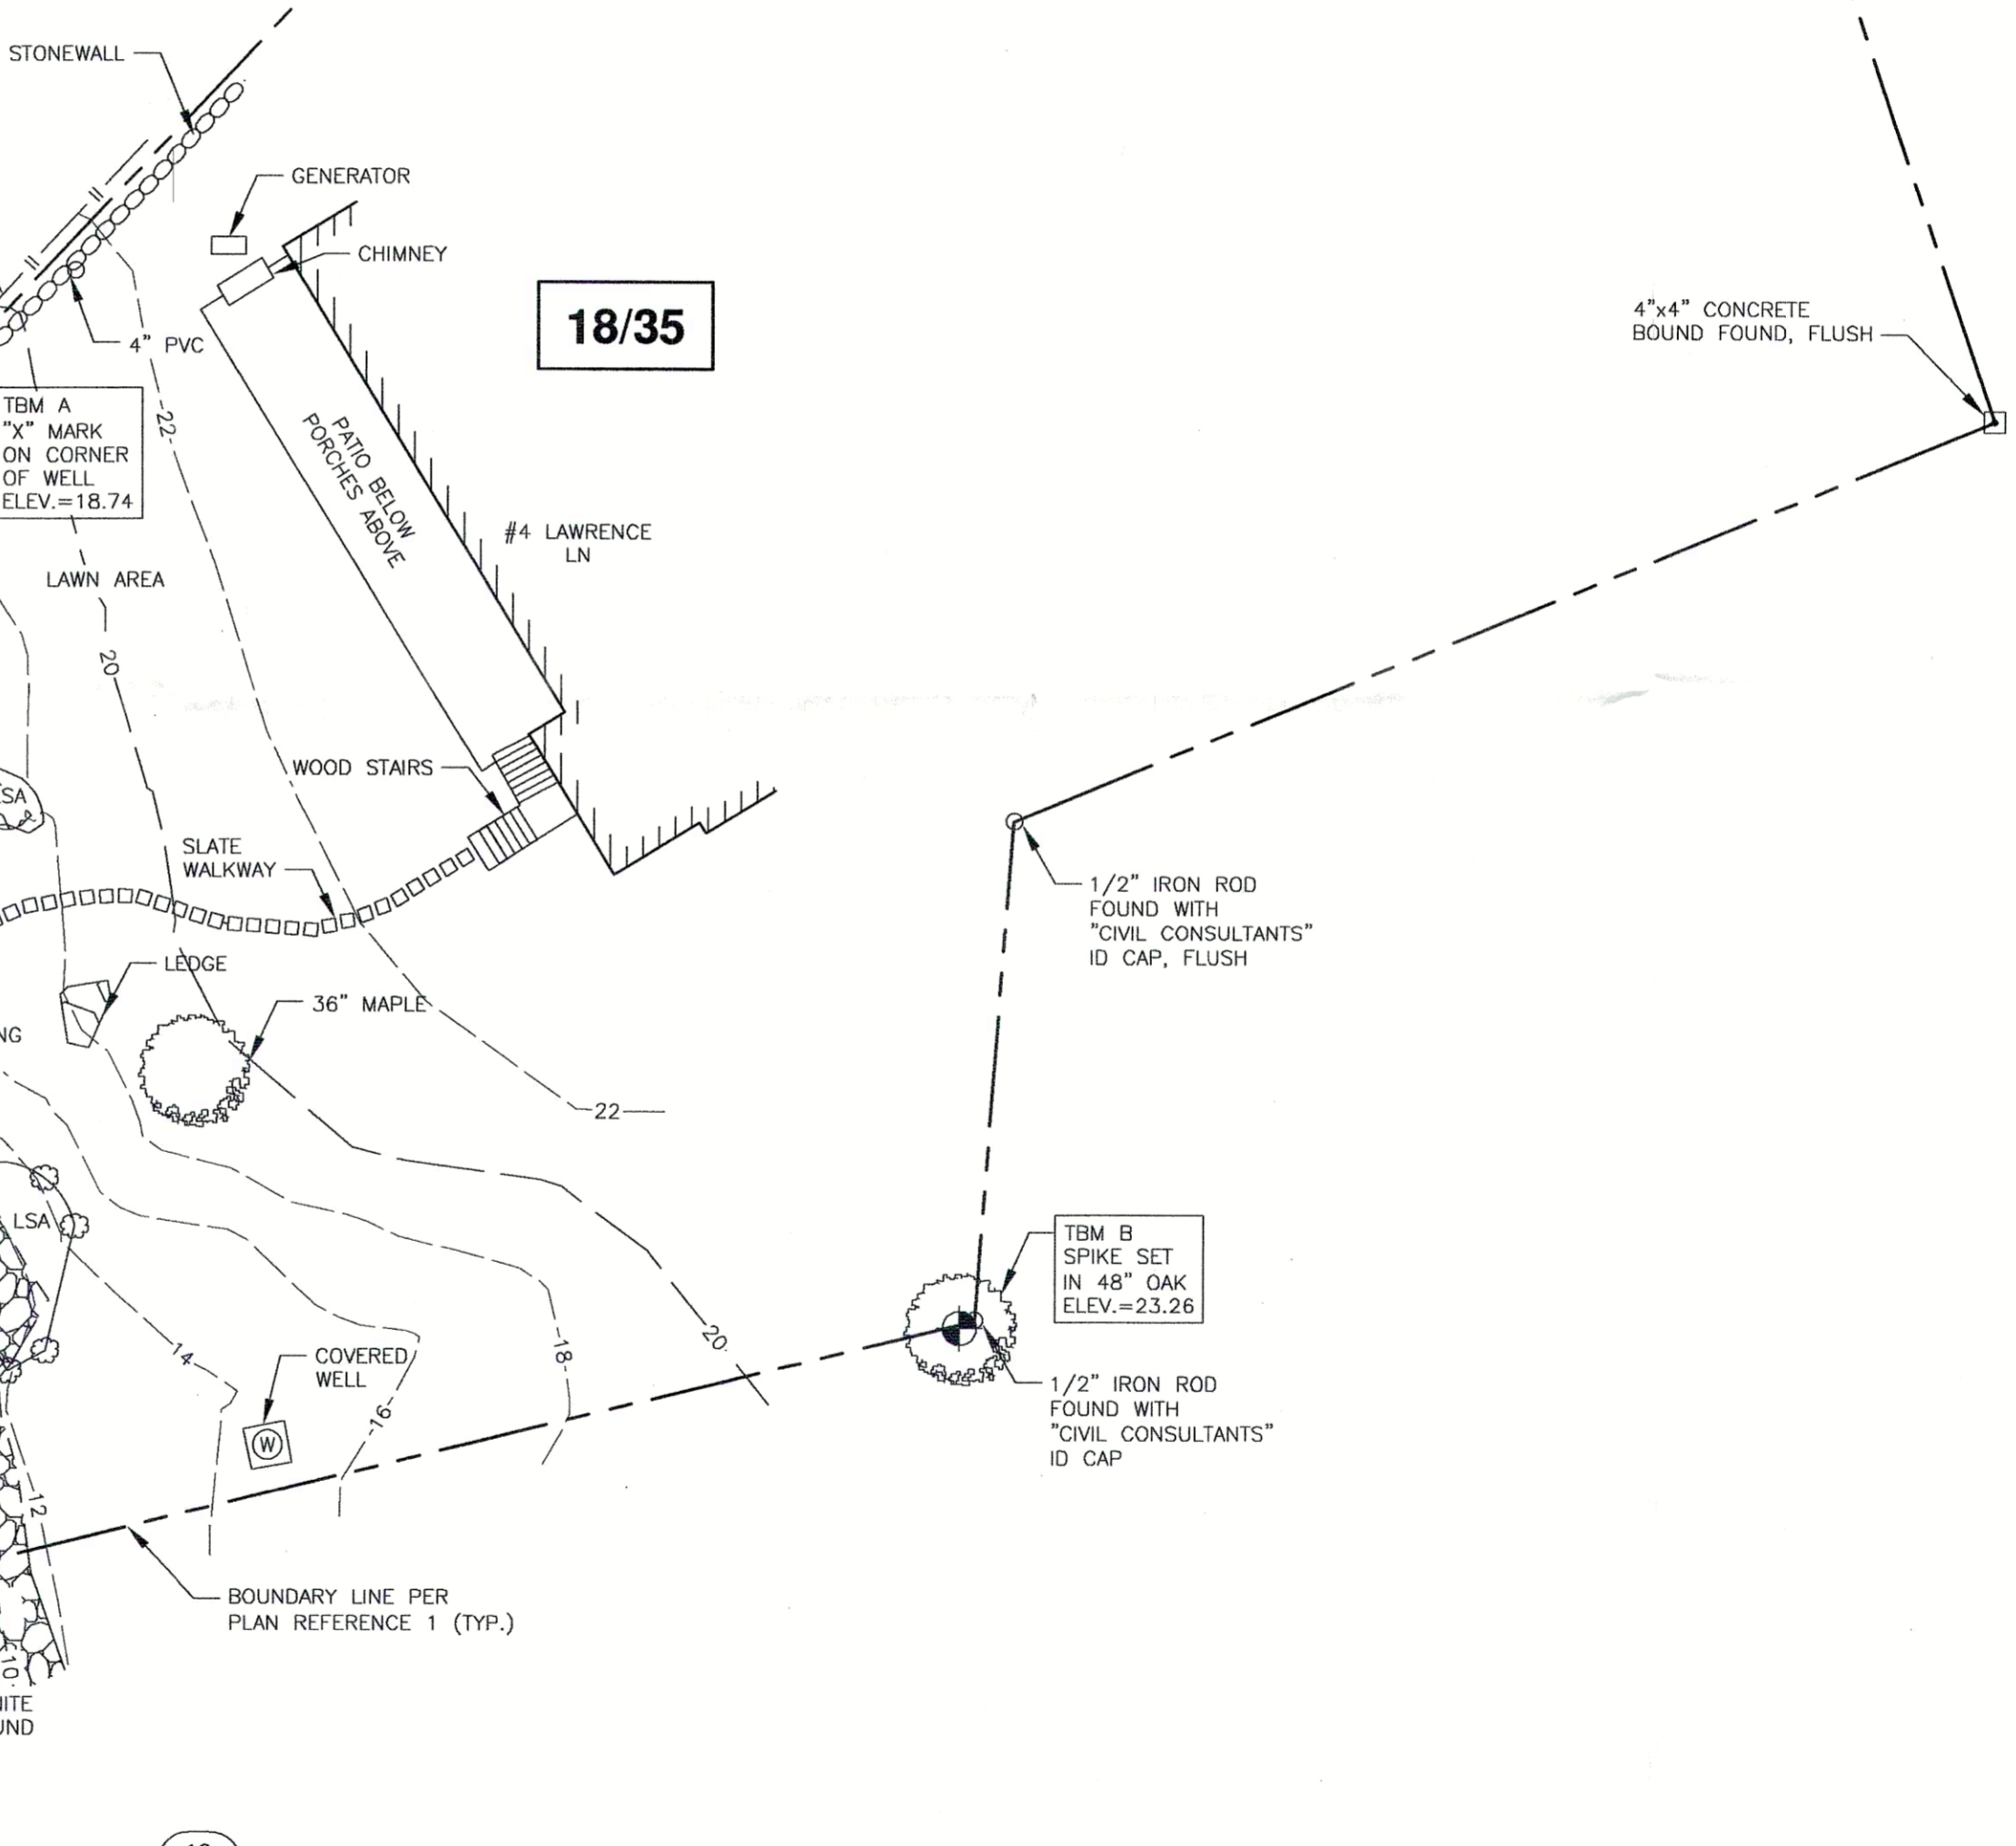 STONEWALL
GENERATOR
CHIMNEY
18/35
4"x4" CONCRETE
BOUND FOUND, FLUSH
4" PVC
TBM A
"X" MARK
ON CORNER
OF WELL
ELEV.=18.74
22
PATIO BELOW
PORCHES ABOVE
#4 LAWRENCE
LN
LAWN AREA
20
WOOD STAIRS
SLATE
WALKWAY
1/2" IRON ROD
FOUND WITH
"CIVIL CONSULTANTS"
ID CAP, FLUSH
LEDGE
36" MAPLE
22
LSA
TBM B
SPIKE SET
IN 48" OAK
ELEV.=23.26
14
COVERED
WELL
18
20
16
W
1/2" IRON ROD
FOUND WITH
"CIVIL CONSULTANTS"
ID CAP
12
BOUNDARY LINE PER
PLAN REFERENCE 1 (TYP.)
10